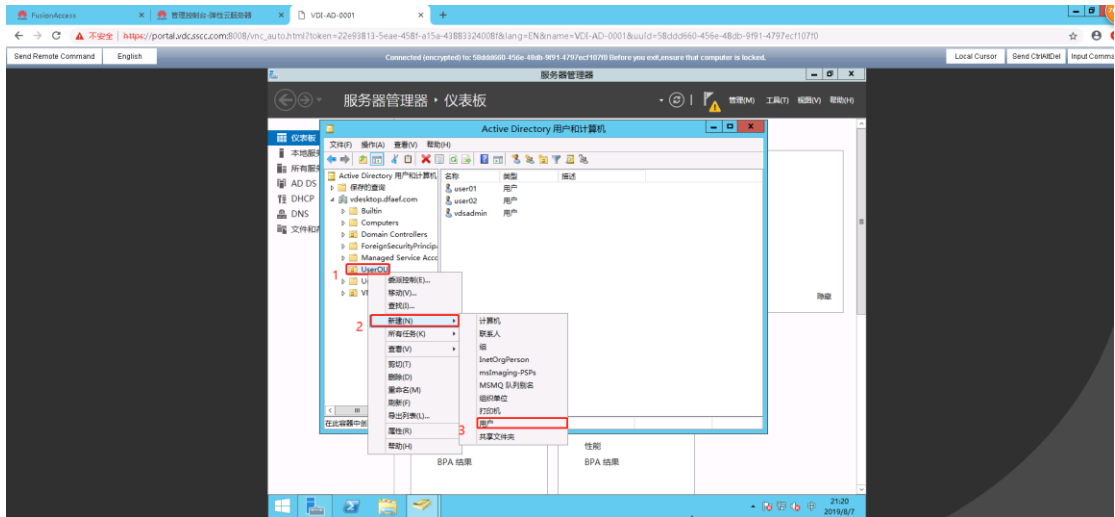 FusionAccess
管理控制台-弹性云服务器
VDI-AD-0001
不安全 | https://portal.vdc.sscc.com:8008/vnc_auto.html?token=22e93813-5eae-458f-a15a-43883324008f&lang=EN&name=VDI-AD-0001&uuId=58ddd660-456e-48db-9f91-4797ecf107f0
Send Remote Command
English
Connected (encrypted) to: 58ddd660-456e-48db-9f91-4797ecf107f0 Before you exit,ensure that computer is locked.
Local Cursor
Send CtrlAltDel
Input Comma
服务器管理器
服务器管理器 · 仪表板
管理(M) 工具(T) 视图(V) 帮助(H)
仪表板
本地服务
所有服务
AD DS
DHCP
DNS
文件和
Active Directory 用户和计算机
文件(F) 操作(A) 查看(V) 帮助(H)
Active Directory 用户和计算机
保存的查询
vdesktop.dfaef.com
Builtin
Computers
Domain Controllers
ForeignSecurityPrincip
Managed Service Acco
1
UserOU
U
VI
名称 类型 描述
user01 用户
user02 用户
vdsadmin 用户
委派控制(E)...
移动(V)...
查找(I)...
2
新建(N)
所有任务(K)
查看(V)
剪切(T)
删除(D)
重命名(M)
刷新(F)
导出列表(L)...
属性(R)
帮助(H)
计算机
联系人
组
InetOrgPerson
msImaging-PSPs
MSMQ 队列别名
组织单位
打印机
3
用户
共享文件夹
在此容器中创
隐藏
性能
BPA 结果
BPA 结果
21:20
2019/8/7